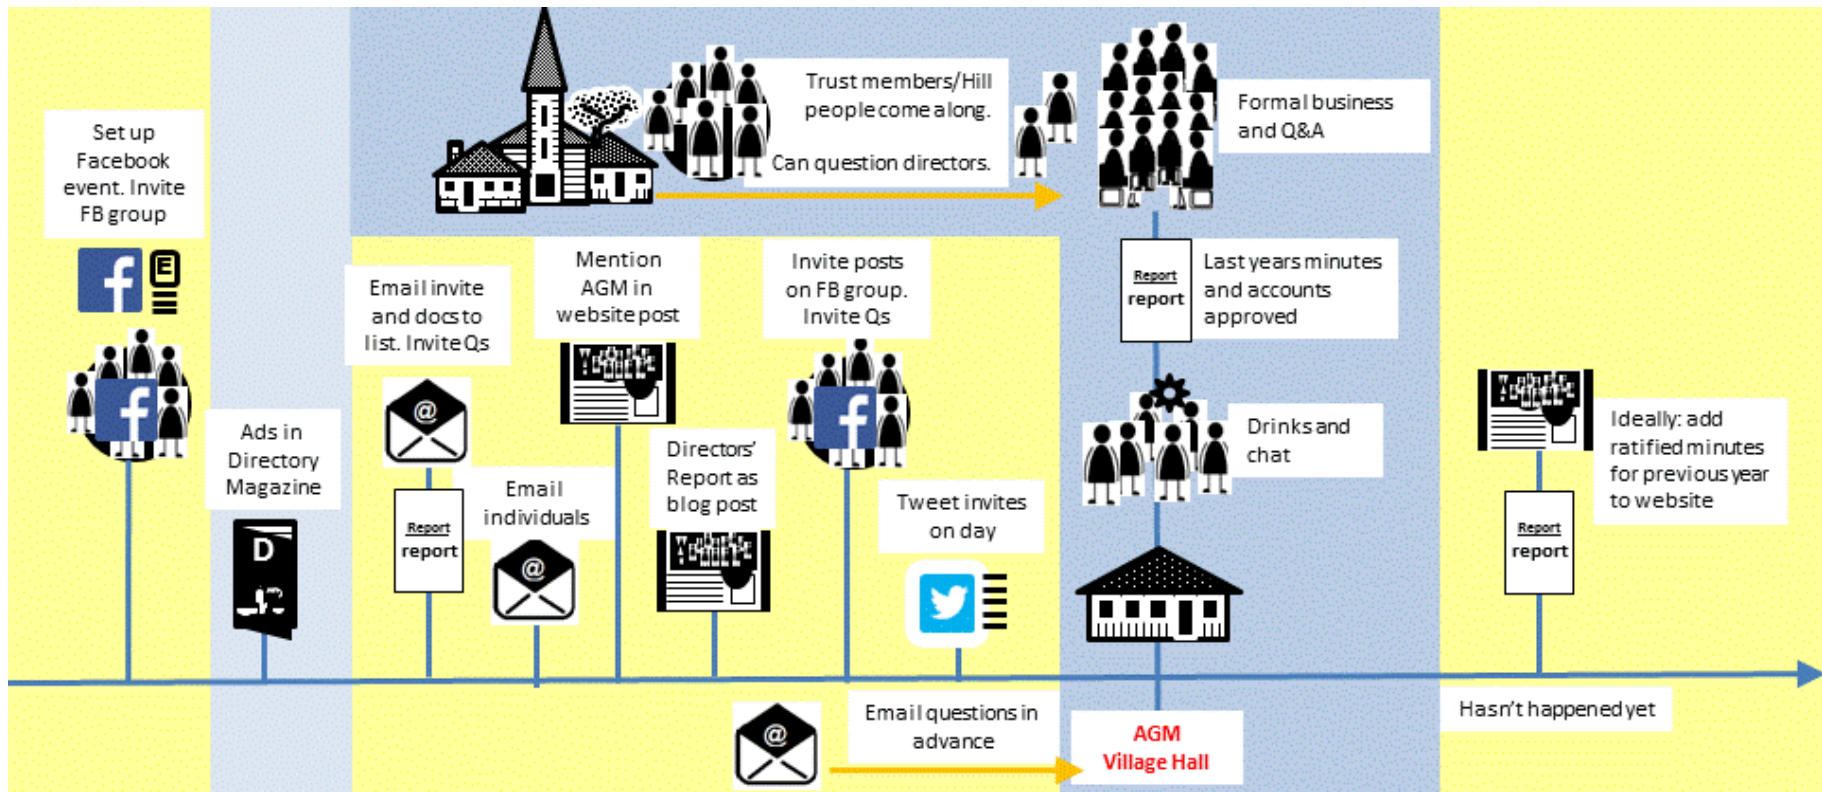 Set up
Facebook
event. Invite
FB group
E
Ads in
Directory
Magazine
D
Email invite
and docs to
list. Invite Qs
@
Report
report
Email
individuals
@
Mention
AGM in
website post
Directors'
Report as
blog post
Invite posts
on FB group.
Invite Qs
Tweet invites
on day
Trust members/Hill
people come along.
Can question directors.
Formal business
and Q&A
Report
report
Last years minutes
and accounts
approved
Drinks and
chat
@
Email questions in
advance
AGM
Village Hall
Report
report
Ideally: add
ratified minutes
for previous year
to website
Hasn't happened yet